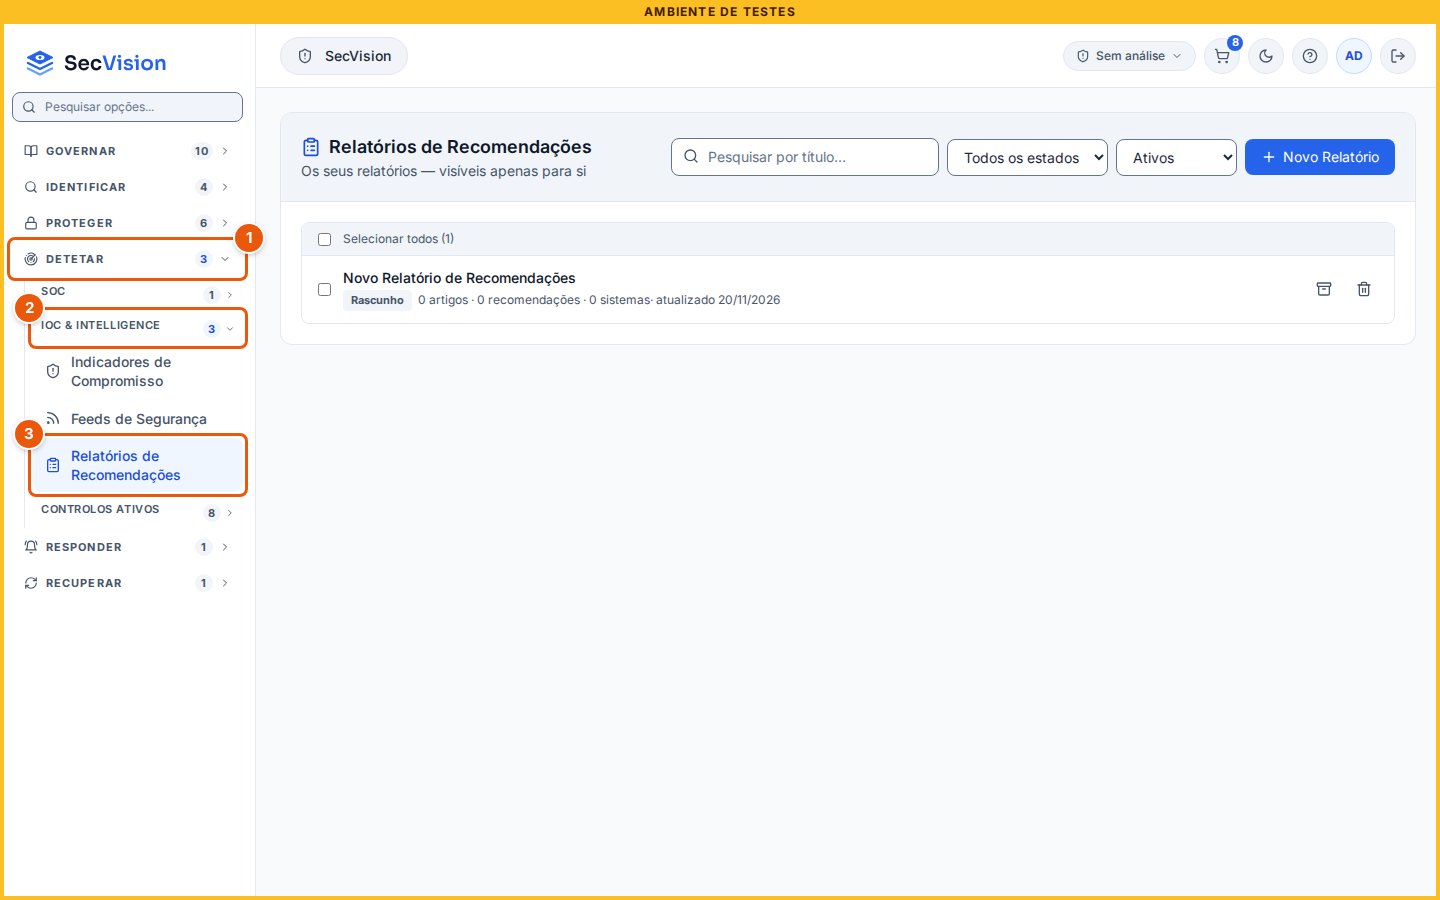 AMBIENTE DE TESTES
SecVision
SecVision
Sem análise
8
AD
Pesquisar opções...
GOVERNAR 10
IDENTIFICAR 4
PROTEGER 6
1
DETETAR 3
SOC 1
2
IOC & INTELLIGENCE 3
Indicadores de
Compromisso
Feeds de Segurança
3
Relatórios de
Recomendações
CONTROLOS ATIVOS 8
RESPONDER 1
RECUPERAR 1
Relatórios de Recomendações
Os seus relatórios — visíveis apenas para si
Pesquisar por título...
Todos os estados
Ativos
Novo Relatório
Selecionar todos (1)
Novo Relatório de Recomendações
Rascunho 0 artigos · 0 recomendações · 0 sistemas· atualizado 20/11/2026